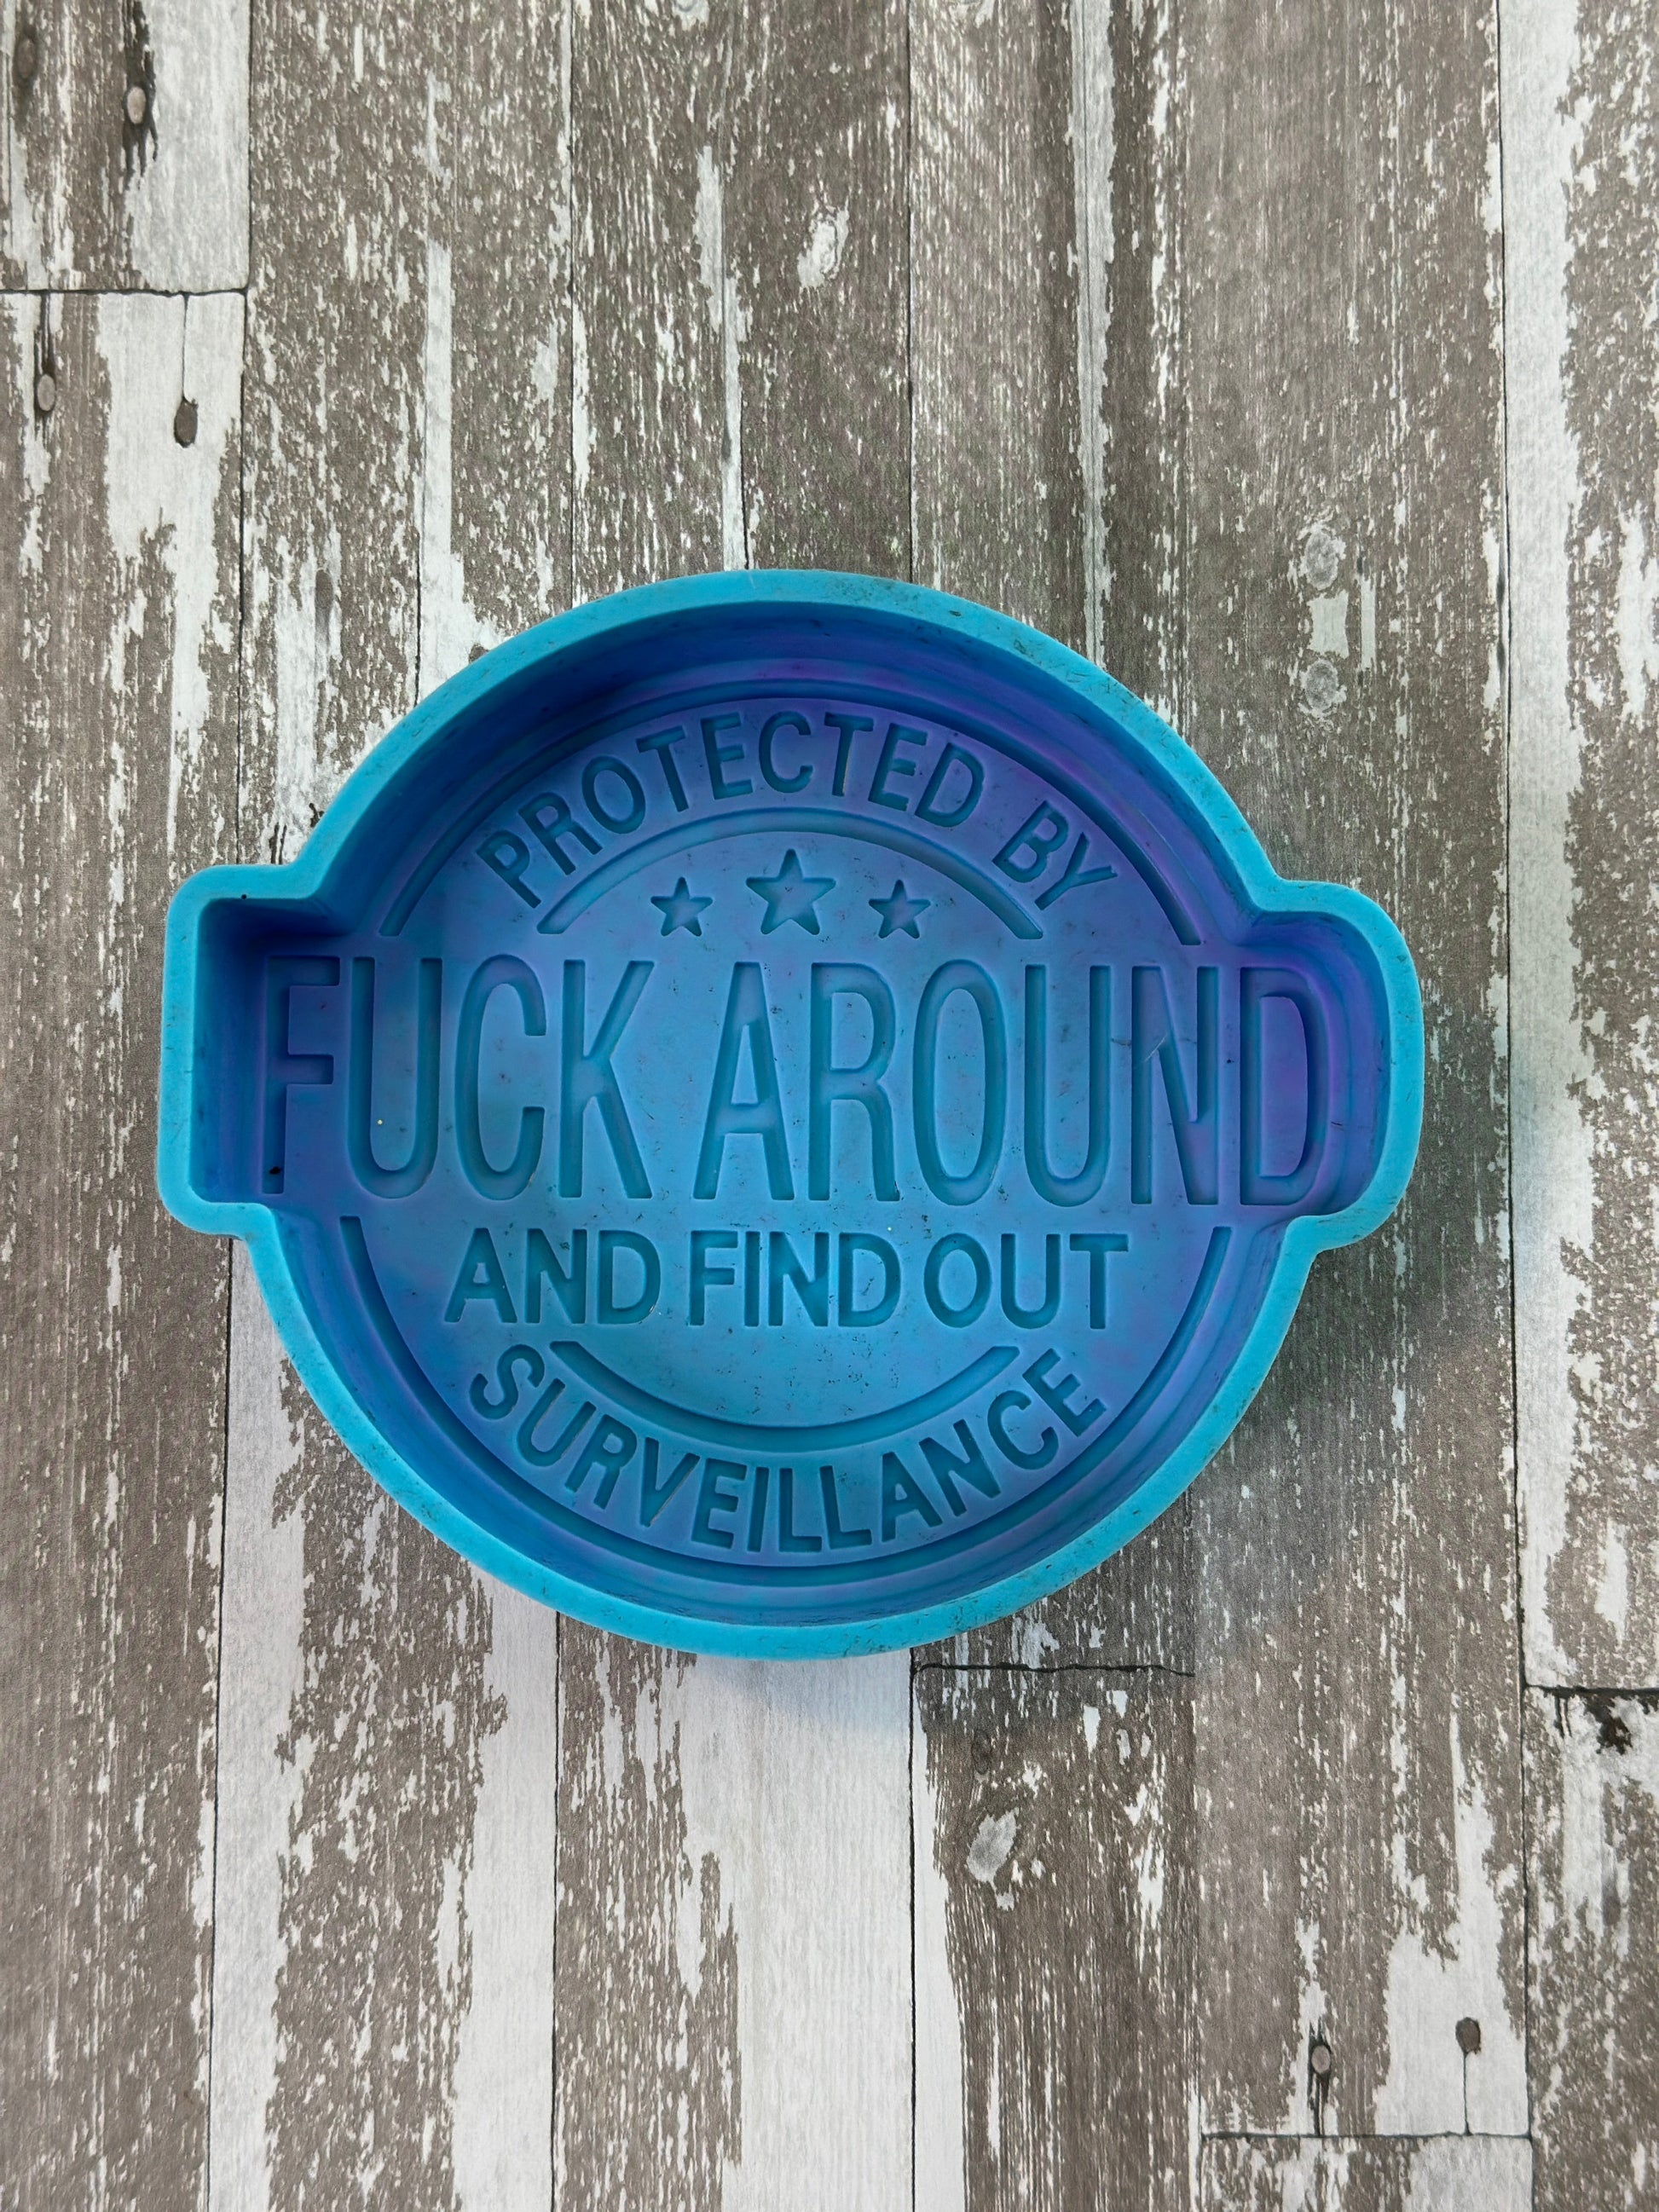 PROTECTED BY
FUCK AROUND
AND FIND OUT
SURVEILLANCE